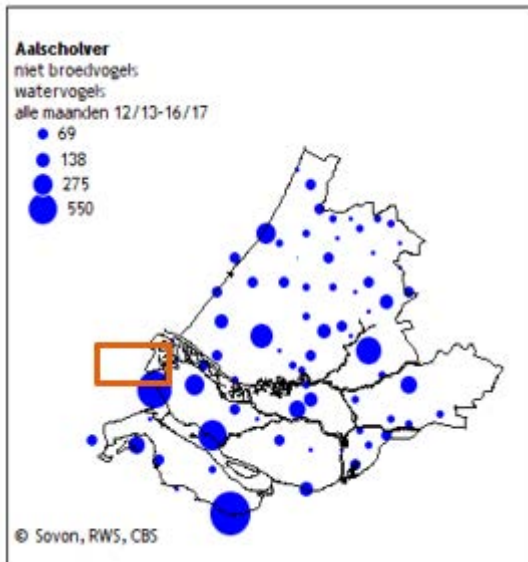 Aalscholver
niet broedvogels
watervogels
alle maanden 12/13-16/17
69
138
275
550
© Sovon, RWS, CBS